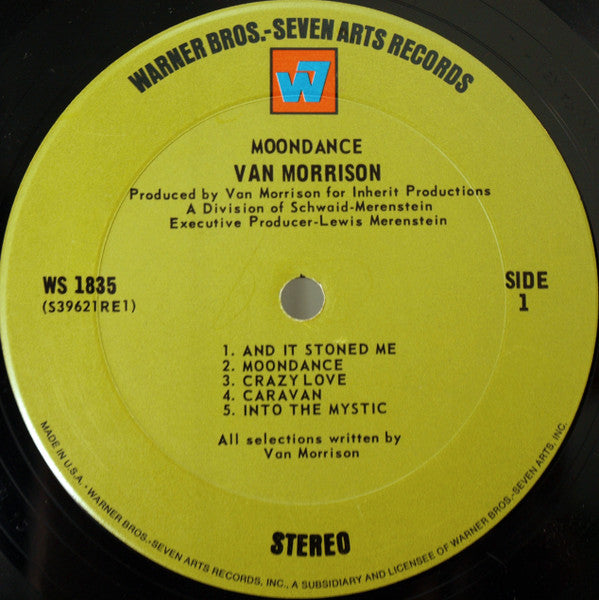 WARNER BROS.-SEVEN ARTS RECORDS
W7
MOONDANCE
VAN MORRISON
Produced by Van Morrison for Inherit Productions
A Division of Schwaid-Merenstein
Executive Producer-Lewis Merenstein
WS 1835
(S39621RE1)
SIDE
1
1. AND IT STONED ME
2. MOONDANCE
3. CRAZY LOVE
4. CARAVAN
5. INTO THE MYSTIC
All selections written by
Van Morrison
STEREO
MADE IN U.S.A. • WARNER BROS.-SEVEN ARTS RECORDS, INC., A SUBSIDIARY AND LICENSEE OF WARNER BROS.-SEVEN ARTS, INC.